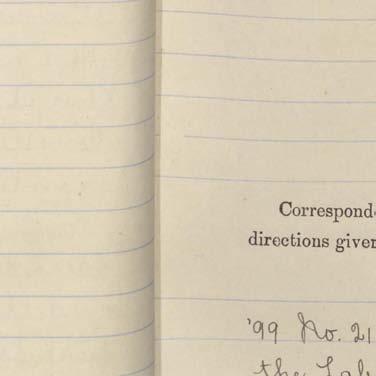 Correspond
directions given
'99 No. 21
the